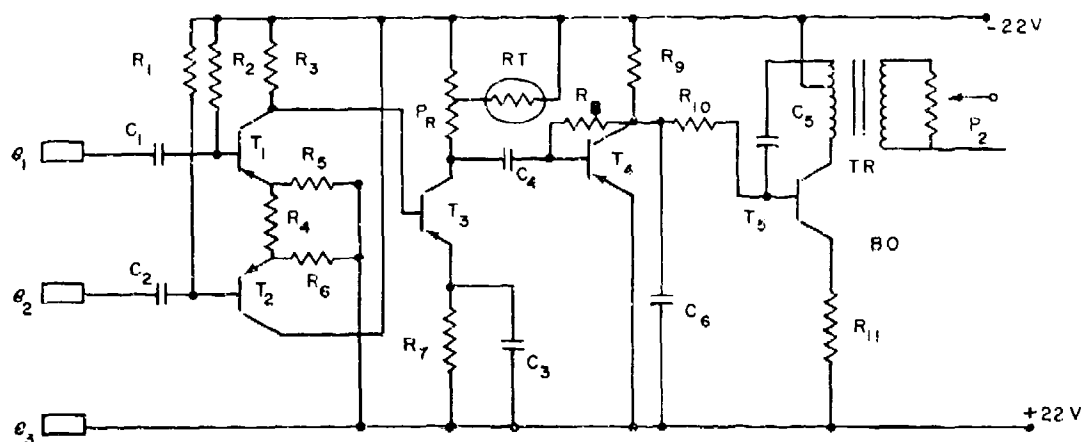 -22V
R1 R2 R3 RT R9
PR R8 R10 C5
C1 T1 C4 T4 P2
e1 R5 TR
R4 T3 T5 BO
C2 R6
e2 T2 C6
R7 C3 R11
e3 +22V